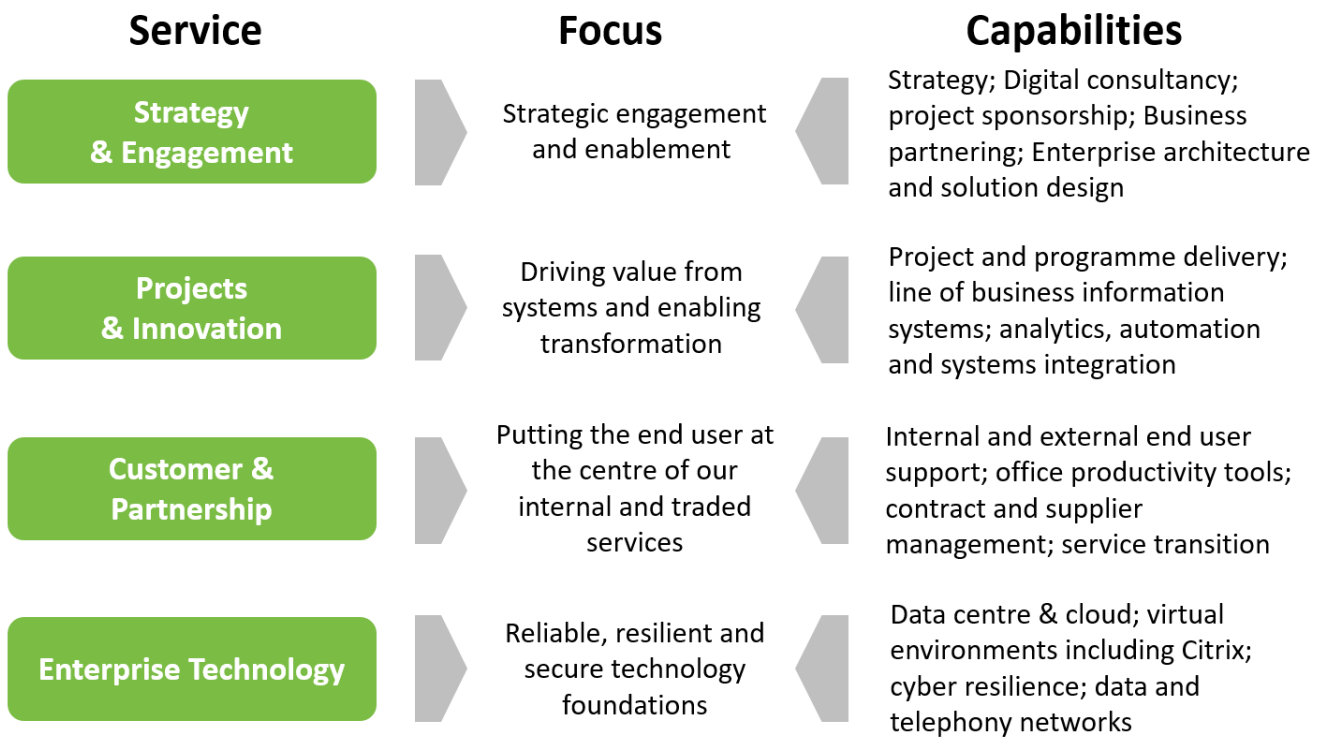 Service
Focus
Capabilities
Strategy
& Engagement
Strategic engagement
and enablement
Strategy; Digital consultancy;
project sponsorship; Business
partnering; Enterprise architecture
and solution design
Projects
& Innovation
Driving value from
systems and enabling
transformation
Project and programme delivery;
line of business information
systems; analytics, automation
and systems integration
Customer &
Partnership
Putting the end user at
the centre of our
internal and traded
services
Internal and external end user
support; office productivity tools;
contract and supplier
management; service transition
Enterprise Technology
Reliable, resilient and
secure technology
foundations
Data centre & cloud; virtual
environments including Citrix;
cyber resilience; data and
telephony networks